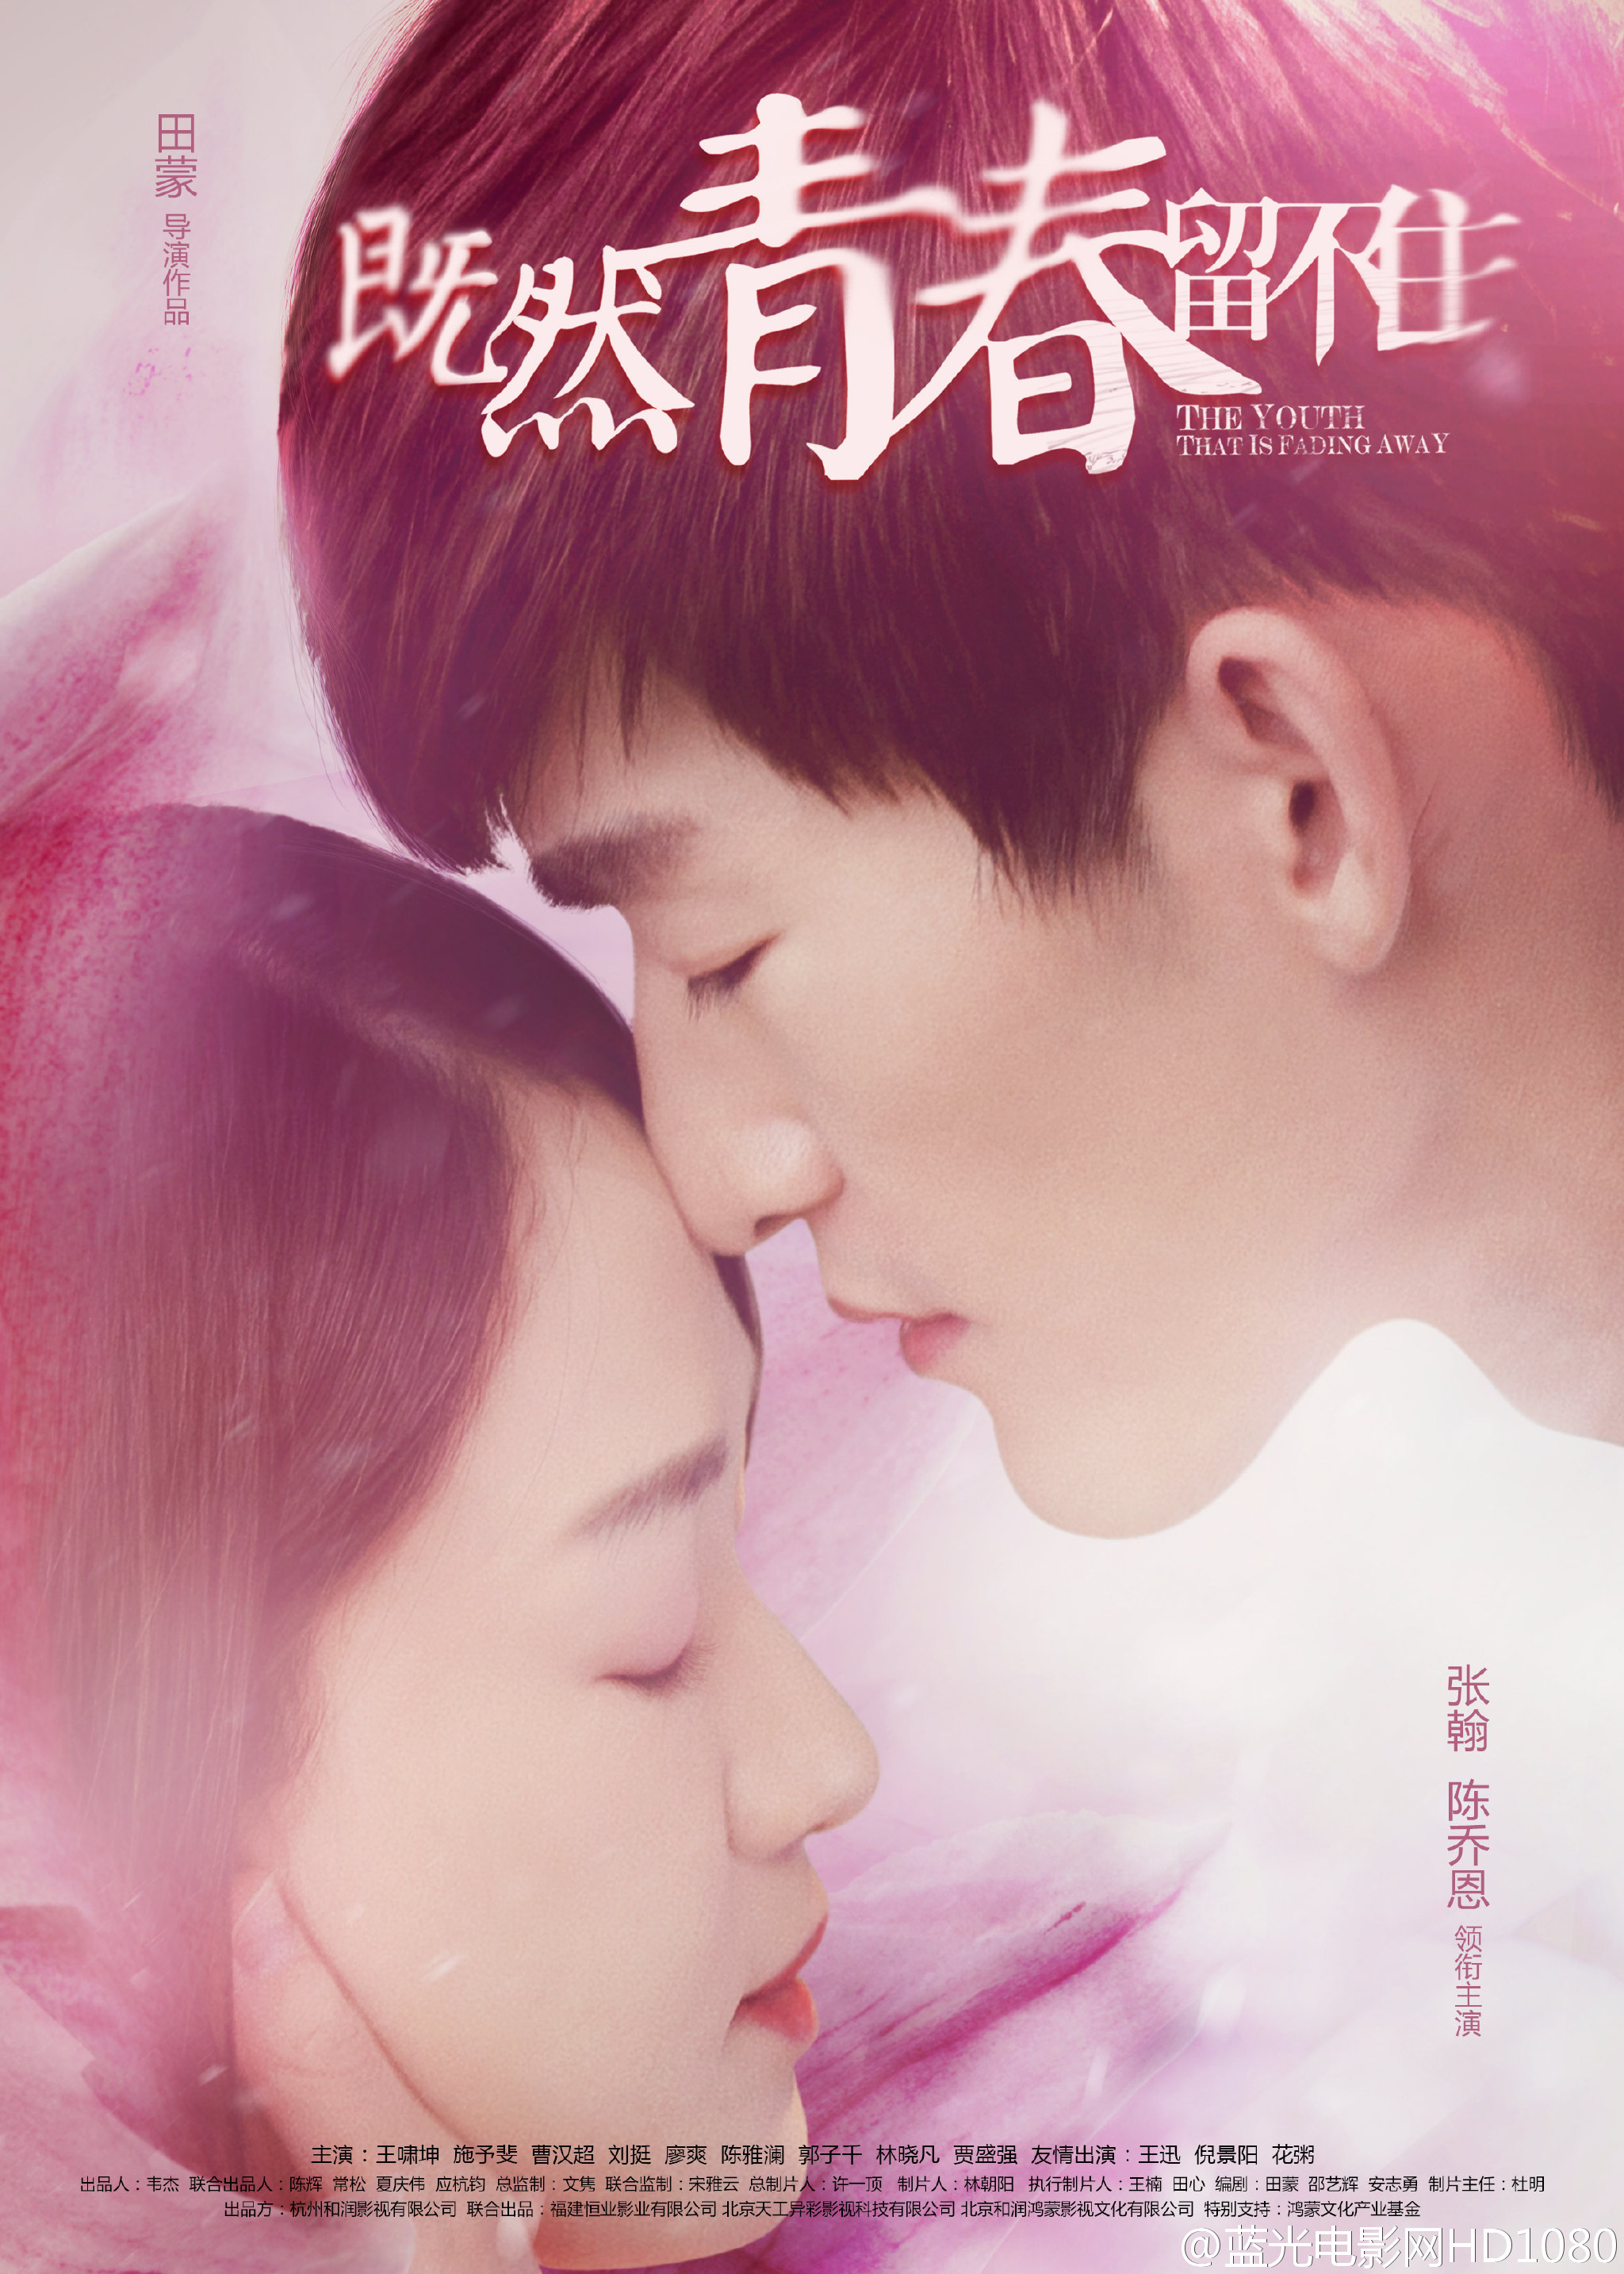 田蒙 导演作品
既然青春留不住
THE YOUTH
THAT IS FADING AWAY
张翰 陈乔恩 领衔主演
主演：王啸坤 施予斐 曹汉超 刘挺 廖爽 陈雅澜 郭子千 林晓凡 贾盛强 友情出演：王迅 倪景阳 花粥
出品人：韦杰 联合出品人：陈辉 常松 夏庆伟 应杭钧 总监制：文隽 联合监制：宋雅云 总制片人：许一顶 制片人：林朝阳 执行制片人：王楠 田心 编剧：田蒙 邵艺辉 安志勇 制片主任：杜明
出品方：杭州和润影视有限公司 联合出品：福建恒业影业有限公司 北京天工异彩影视科技有限公司 北京和润鸿蒙影视文化有限公司 特别支持：鸿蒙文化产业基金
@蓝光电影网HD1080